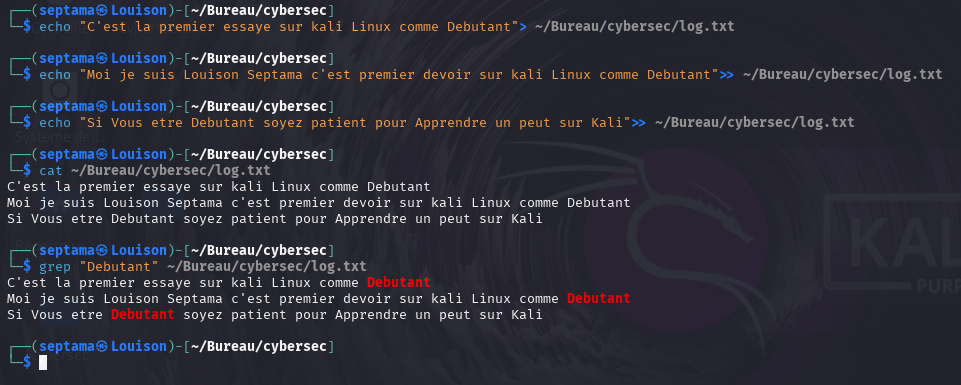 ┌──(septama㉿Louison)-[~/Bureau/cybersec]
└─$ echo "C'est la premier essaye sur kali Linux comme Debutant"> ~/Bureau/cybersec/log.txt
┌──(septama㉿Louison)-[~/Bureau/cybersec]
└─$ echo "Moi je suis Louison Septama c'est premier devoir sur kali Linux comme Debutant">> ~/Bureau/cybersec/log.txt
┌──(septama㉿Louison)-[~/Bureau/cybersec]
└─$ echo "Si Vous etre Debutant soyez patient pour Apprendre un peut sur Kali">> ~/Bureau/cybersec/log.txt
┌──(septama㉿Louison)-[~/Bureau/cybersec]
└─$ cat ~/Bureau/cybersec/log.txt
C'est la premier essaye sur kali Linux comme Debutant
Moi je suis Louison Septama c'est premier devoir sur kali Linux comme Debutant
Si Vous etre Debutant soyez patient pour Apprendre un peut sur Kali
┌──(septama㉿Louison)-[~/Bureau/cybersec]
└─$ grep "Debutant" ~/Bureau/cybersec/log.txt
C'est la premier essaye sur kali Linux comme Debutant
Moi je suis Louison Septama c'est premier devoir sur kali Linux comme Debutant
Si Vous etre Debutant soyez patient pour Apprendre un peut sur Kali
┌──(septama㉿Louison)-[~/Bureau/cybersec]
└─$
KAL
PURP